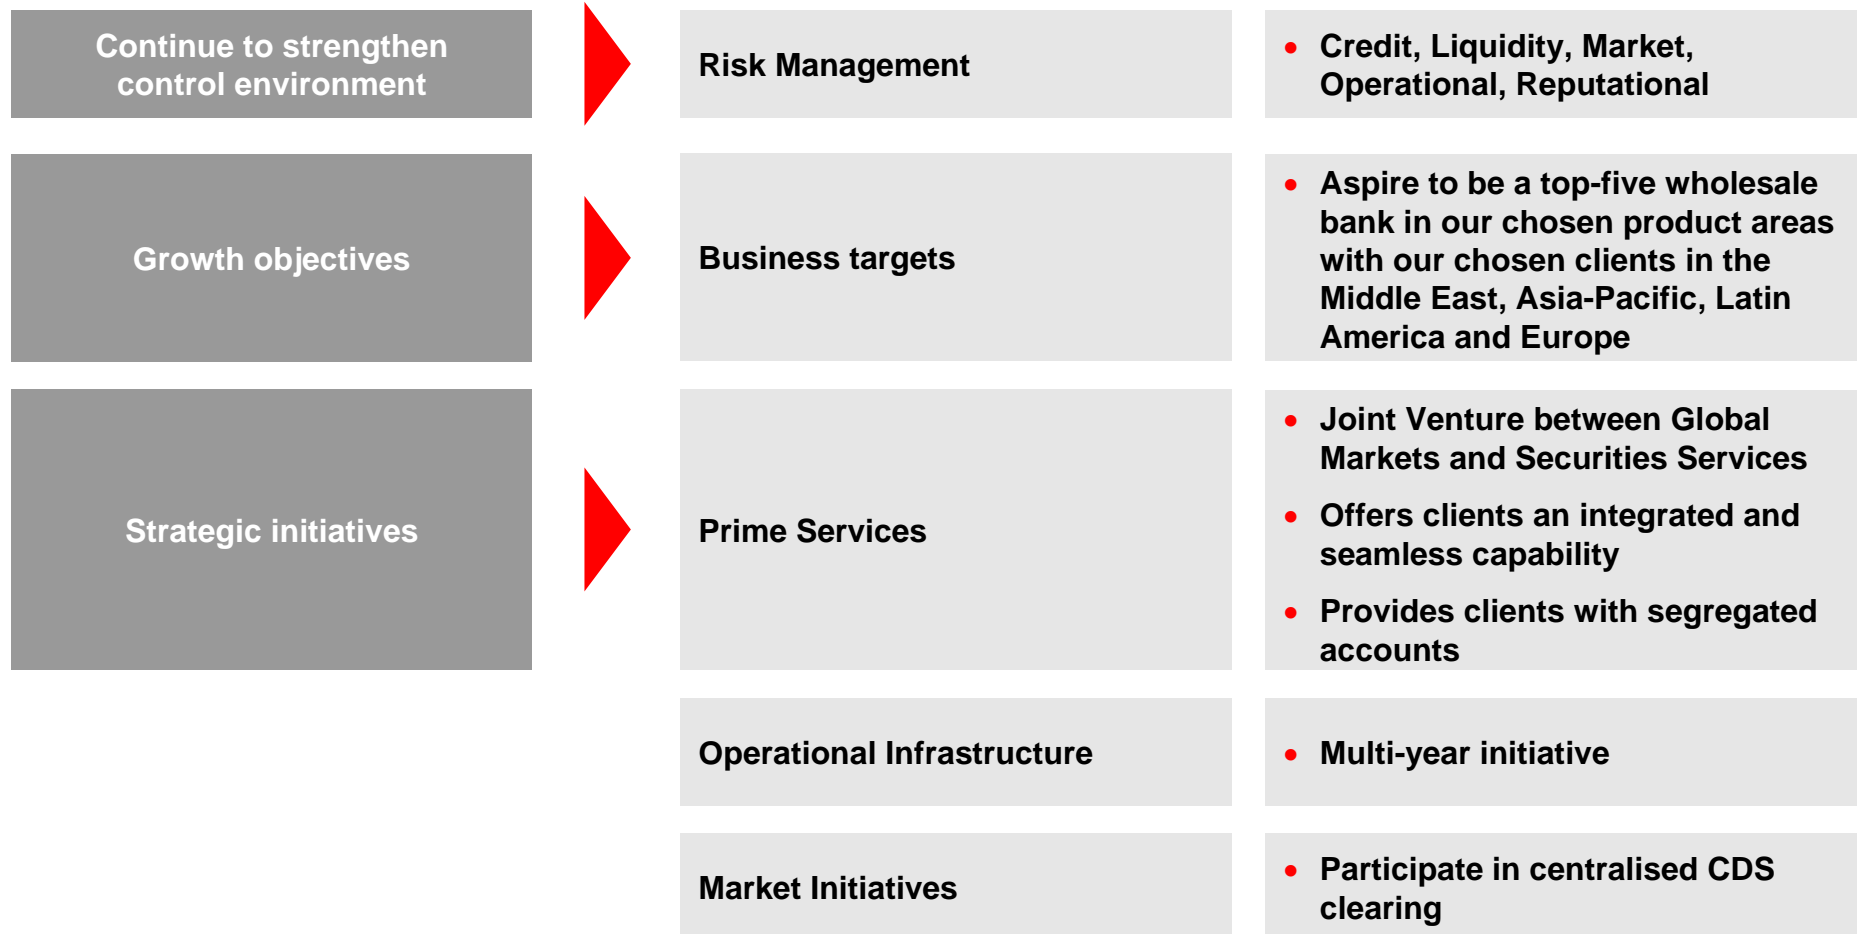 Continue to strengthen
control environment
Risk Management
• Credit, Liquidity, Market,
Operational, Reputational
Growth objectives
Business targets
• Aspire to be a top-five wholesale
bank in our chosen product areas
with our chosen clients in the
Middle East, Asia-Pacific, Latin
America and Europe
Strategic initiatives
Prime Services
• Joint Venture between Global
Markets and Securities Services
• Offers clients an integrated and
seamless capability
• Provides clients with segregated
accounts
Operational Infrastructure
• Multi-year initiative
Market Initiatives
• Participate in centralised CDS
clearing